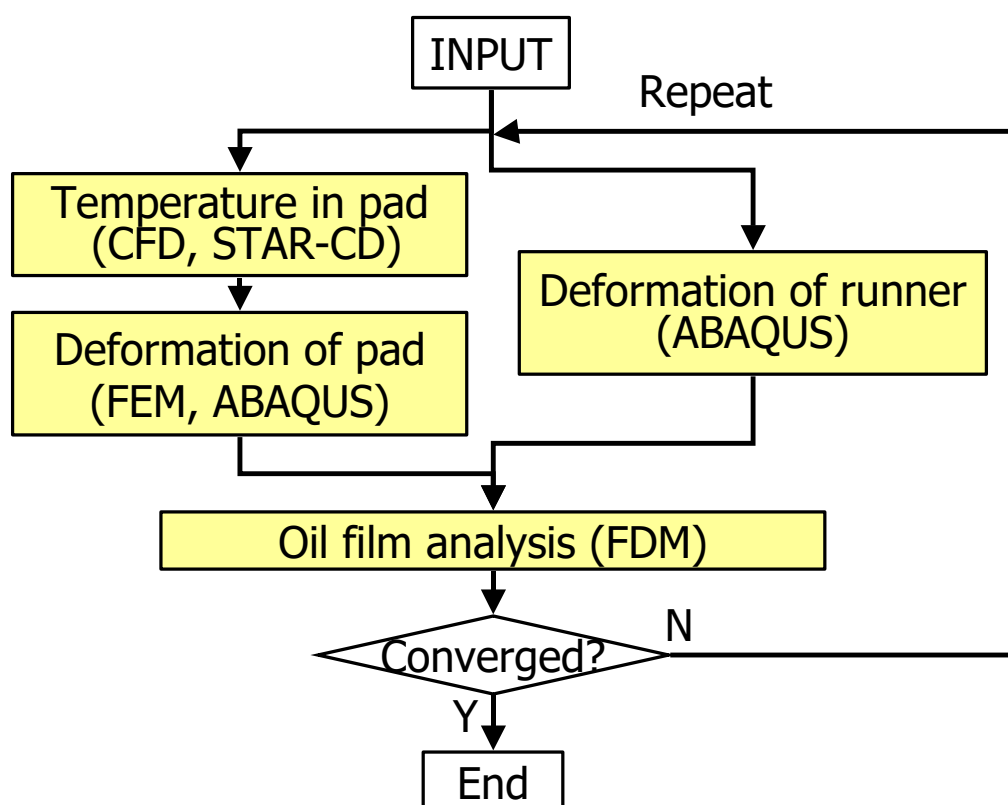 INPUT
Repeat
Temperature in pad
(CFD, STAR-CD)
Deformation of pad
(FEM, ABAQUS)
Deformation of runner
(ABAQUS)
Oil film analysis (FDM)
Converged?
N
Y
End